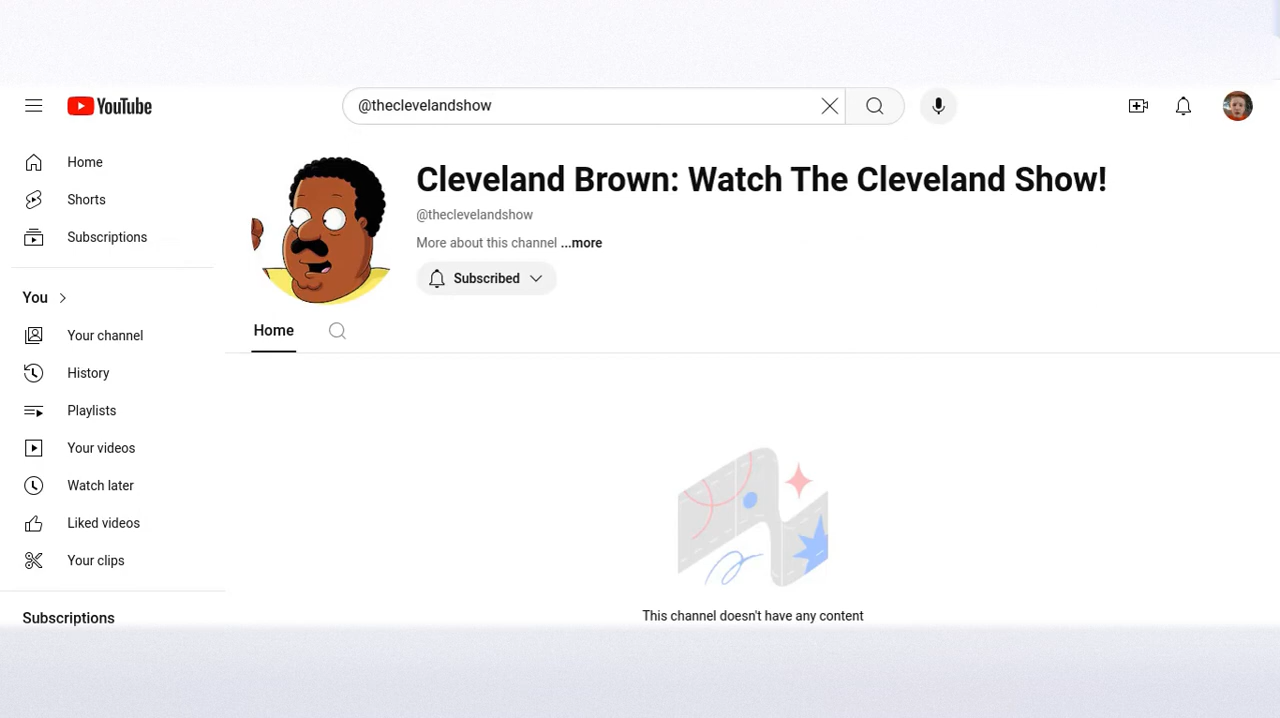 YouTube
@theclevelandshow
Home
Shorts
Subscriptions
You
Your channel
History
Playlists
Your videos
Watch later
Liked videos
Your clips
Subscriptions
Cleveland Brown: Watch The Cleveland Show!
@theclevelandshow
More about this channel ...more
Subscribed
Home
This channel doesn't have any content